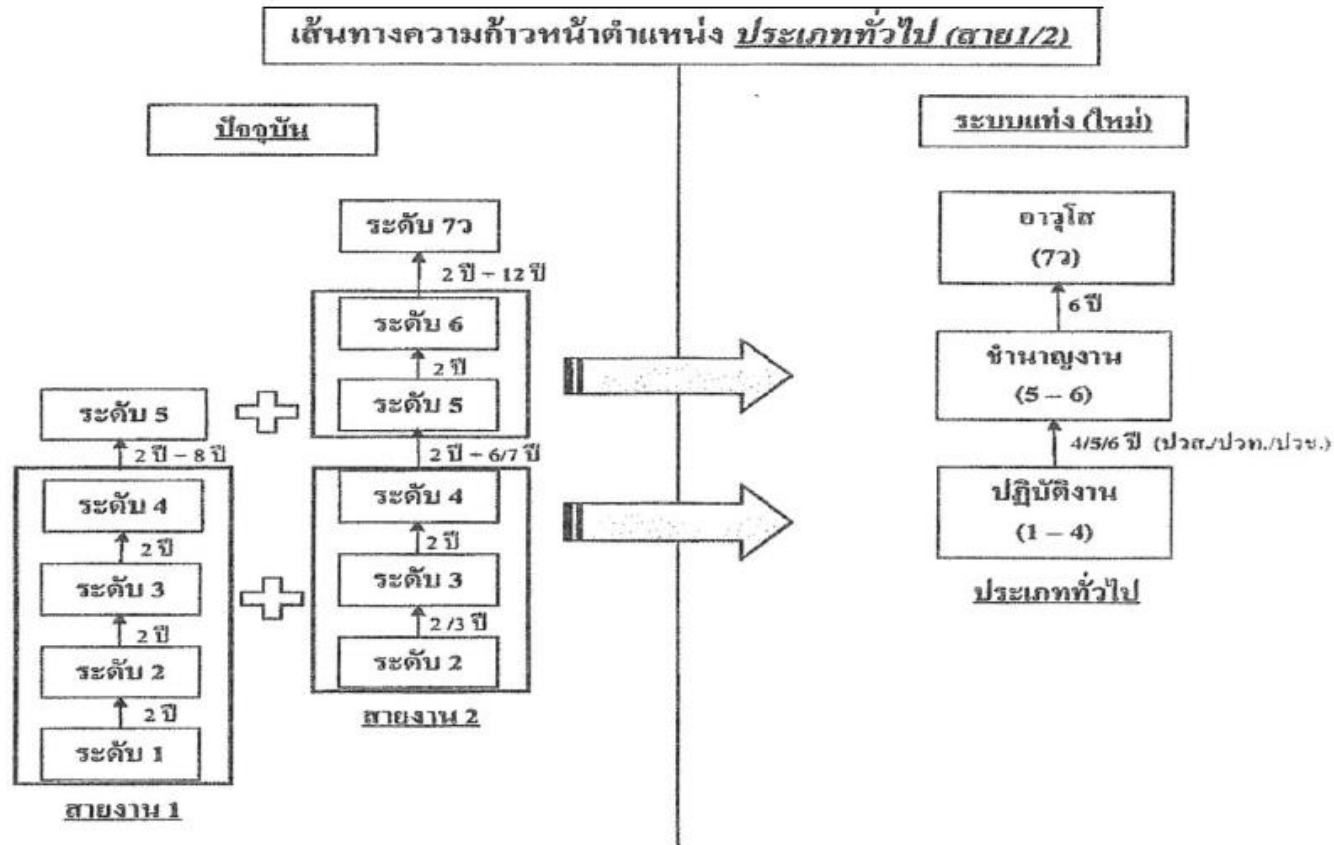 เส้นทางความก้าวหน้าตำแหน่ง ประเภททั่วไป (สาย1/2)
ปัจจุบัน
ระดับ 5
2 ปี – 8 ปี
ระดับ 4
2 ปี
ระดับ 3
2 ปี
ระดับ 2
2 ปี
ระดับ 1
สายงาน 1
ระดับ 7ว
2 ปี – 12 ปี
ระดับ 6
2 ปี
ระดับ 5
2 ปี – 6/7 ปี
ระดับ 4
2 ปี
ระดับ 3
2 /3 ปี
ระดับ 2
สายงาน 2
ระบบแท่ง (ใหม่)
อาวุโส
(7ว)
6 ปี
ชำนาญงาน
(5 – 6)
4/5/6 ปี (ปวส./ปวท./ปวช.)
ปฏิบัติงาน
(1 – 4)
ประเภททั่วไป